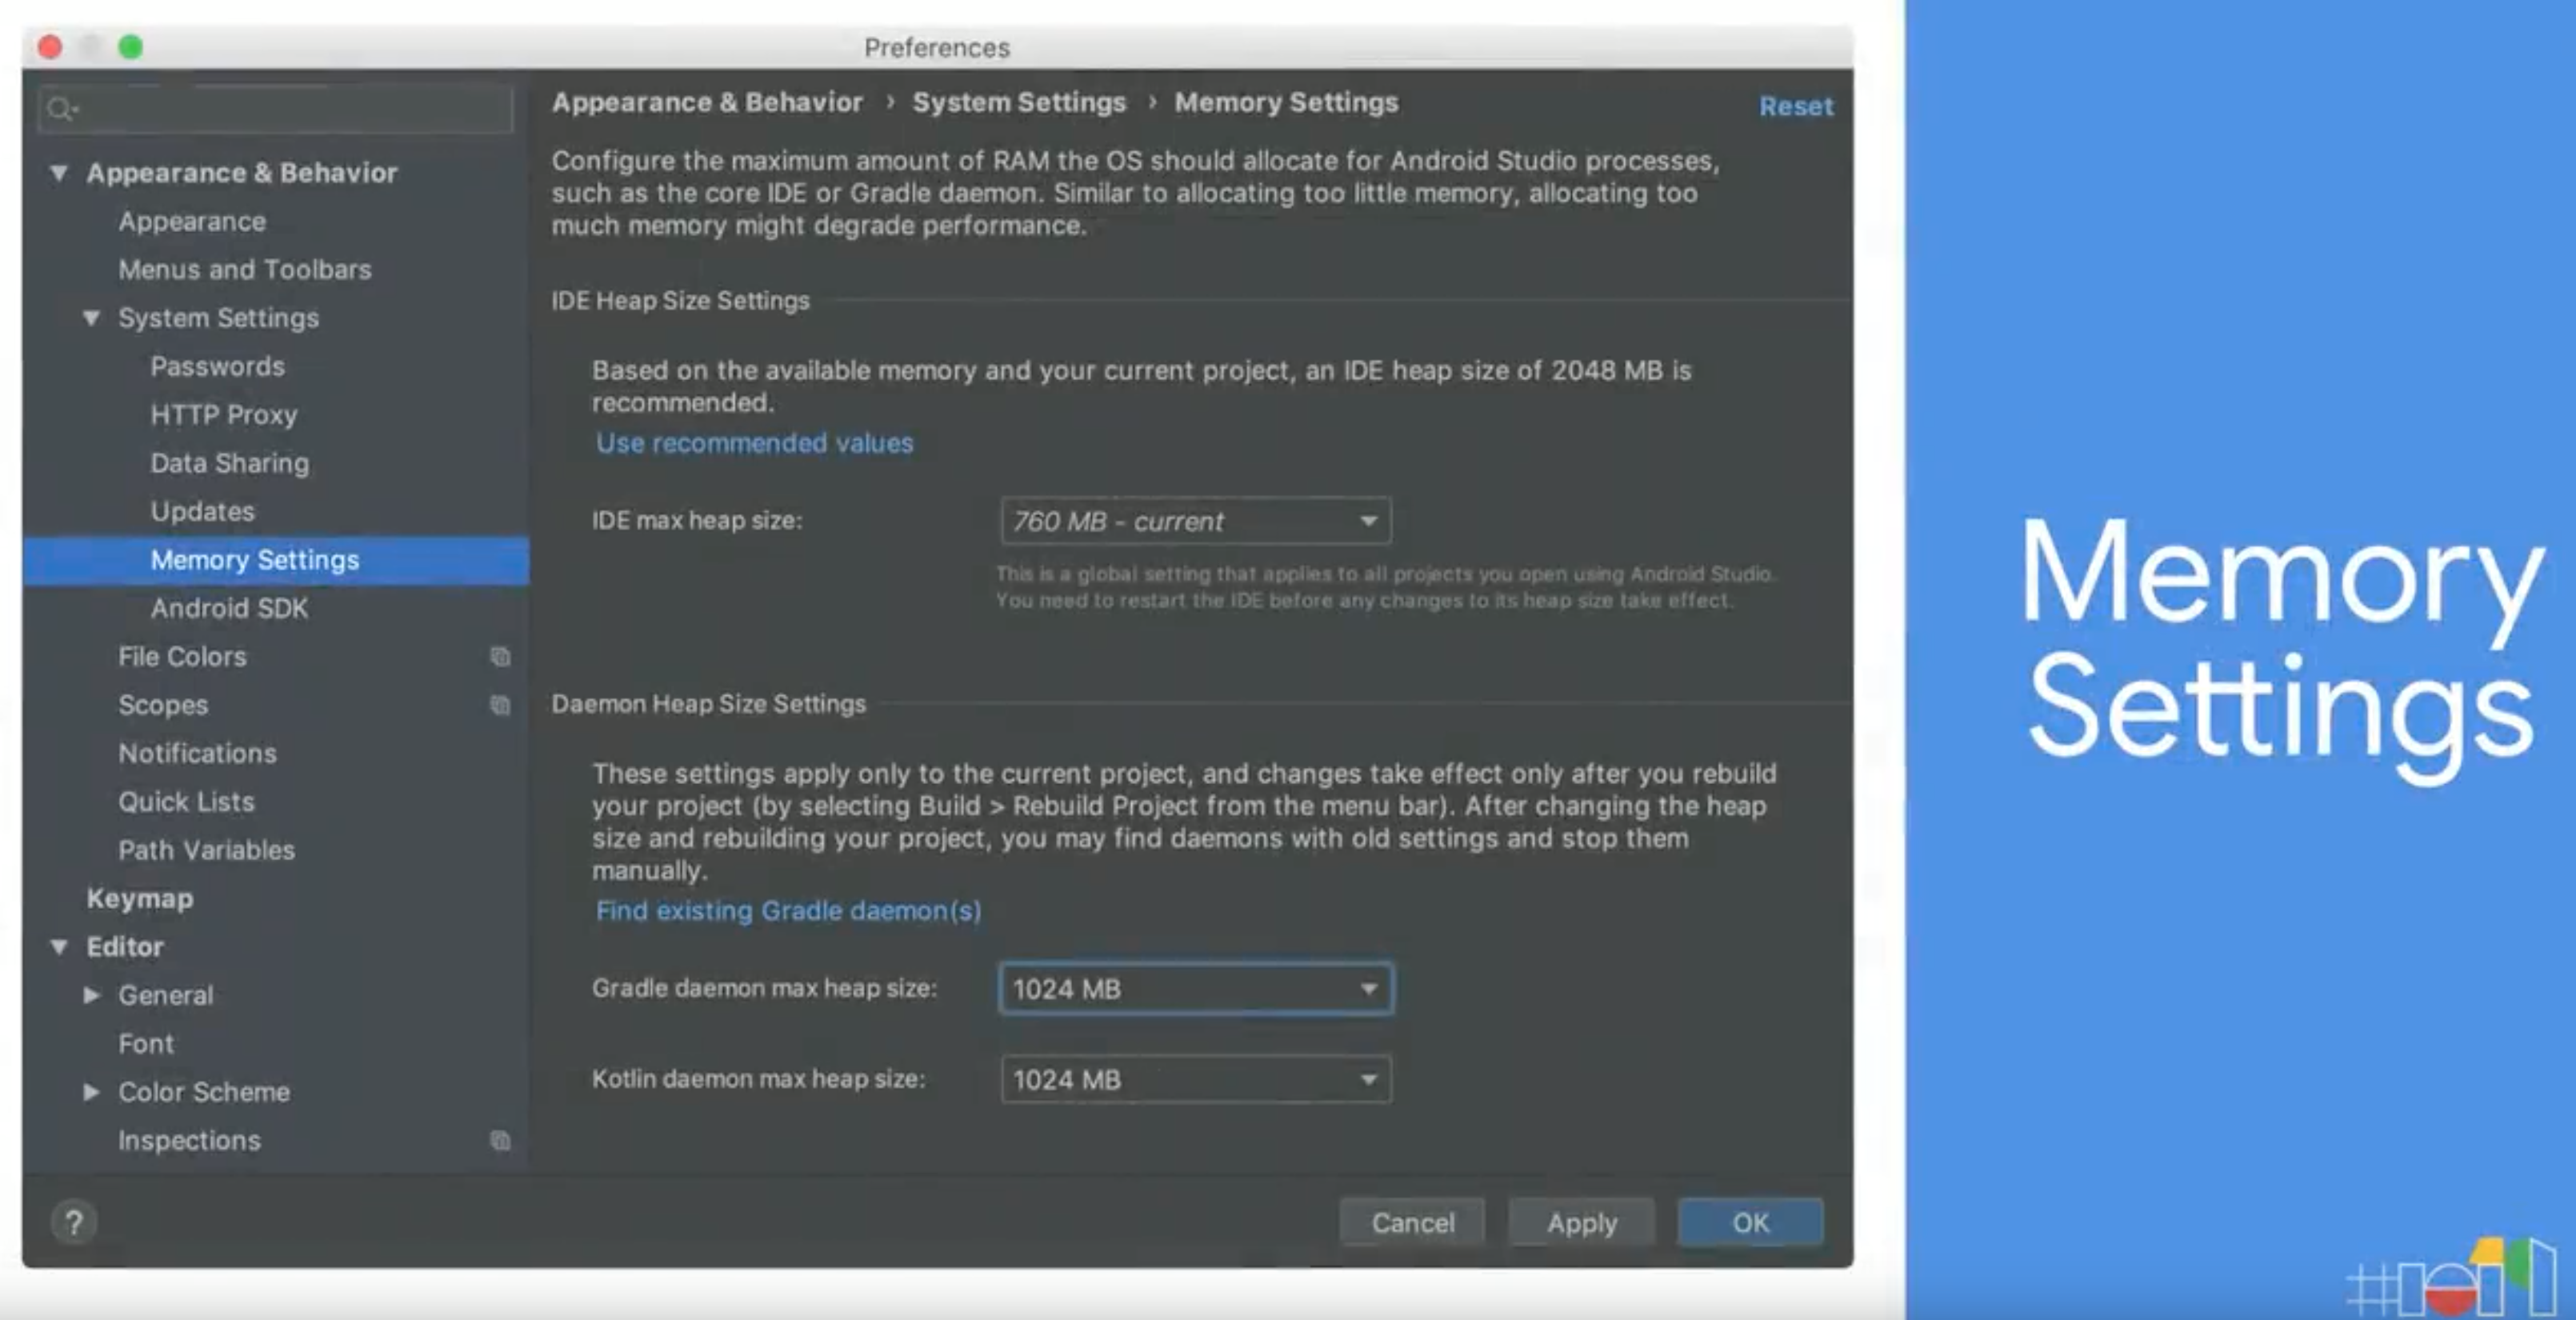 Preferences
Appearance & Behavior
Appearance
Menus and Toolbars
System Settings
Passwords
HTTP Proxy
Data Sharing
Updates
Memory Settings
Android SDK
File Colors
Scopes
Notifications
Quick Lists
Path Variables
Keymap
Editor
General
Font
Color Scheme
Inspections
Appearance & Behavior › System Settings › Memory Settings
Reset
Configure the maximum amount of RAM the OS should allocate for Android Studio processes,
such as the core IDE or Gradle daemon. Similar to allocating too little memory, allocating too
much memory might degrade performance.
IDE Heap Size Settings
Based on the available memory and your current project, an IDE heap size of 2048 MB is
recommended.
Use recommended values
IDE max heap size: 760 MB - current
This is a global setting that applies to all projects you open using Android Studio.
You need to restart the IDE before any changes to its heap size take effect.
Daemon Heap Size Settings
These settings apply only to the current project, and changes take effect only after you rebuild
your project (by selecting Build > Rebuild Project from the menu bar). After changing the heap
size and rebuilding your project, you may find daemons with old settings and stop them
manually.
Find existing Gradle daemon(s)
Gradle daemon max heap size: 1024 MB
Kotlin daemon max heap size: 1024 MB
?
Cancel
Apply
OK
Memory
Settings